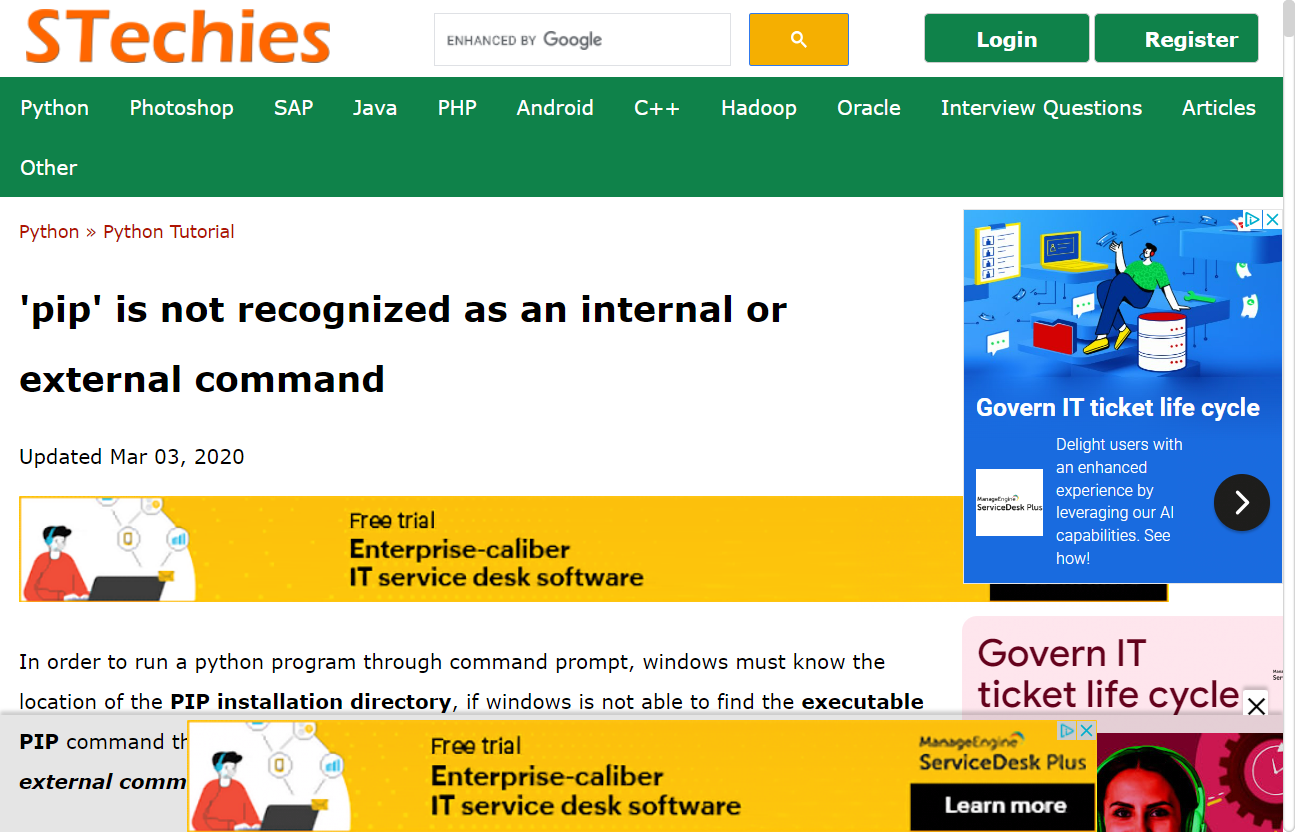 STechies
ENHANCED BY Google
Login
Register
Python Photoshop SAP Java PHP Android C++ Hadoop Oracle Interview Questions Articles
Other
Python » Python Tutorial
'pip' is not recognized as an internal or
external command
Updated Mar 03, 2020
Free trial
Enterprise-caliber
IT service desk software
Govern IT ticket life cycle
ManageEngine
ServiceDesk Plus
Delight users with
an enhanced
experience by
leveraging our AI
capabilities. See
how!
In order to run a python program through command prompt, windows must know the
location of the PIP installation directory, if windows is not able to find the executable
PIP command
external
Govern IT
ticket life cycle
Free trial
Enterprise-caliber
IT service desk software
ManageEngine
ServiceDesk Plus
Learn more